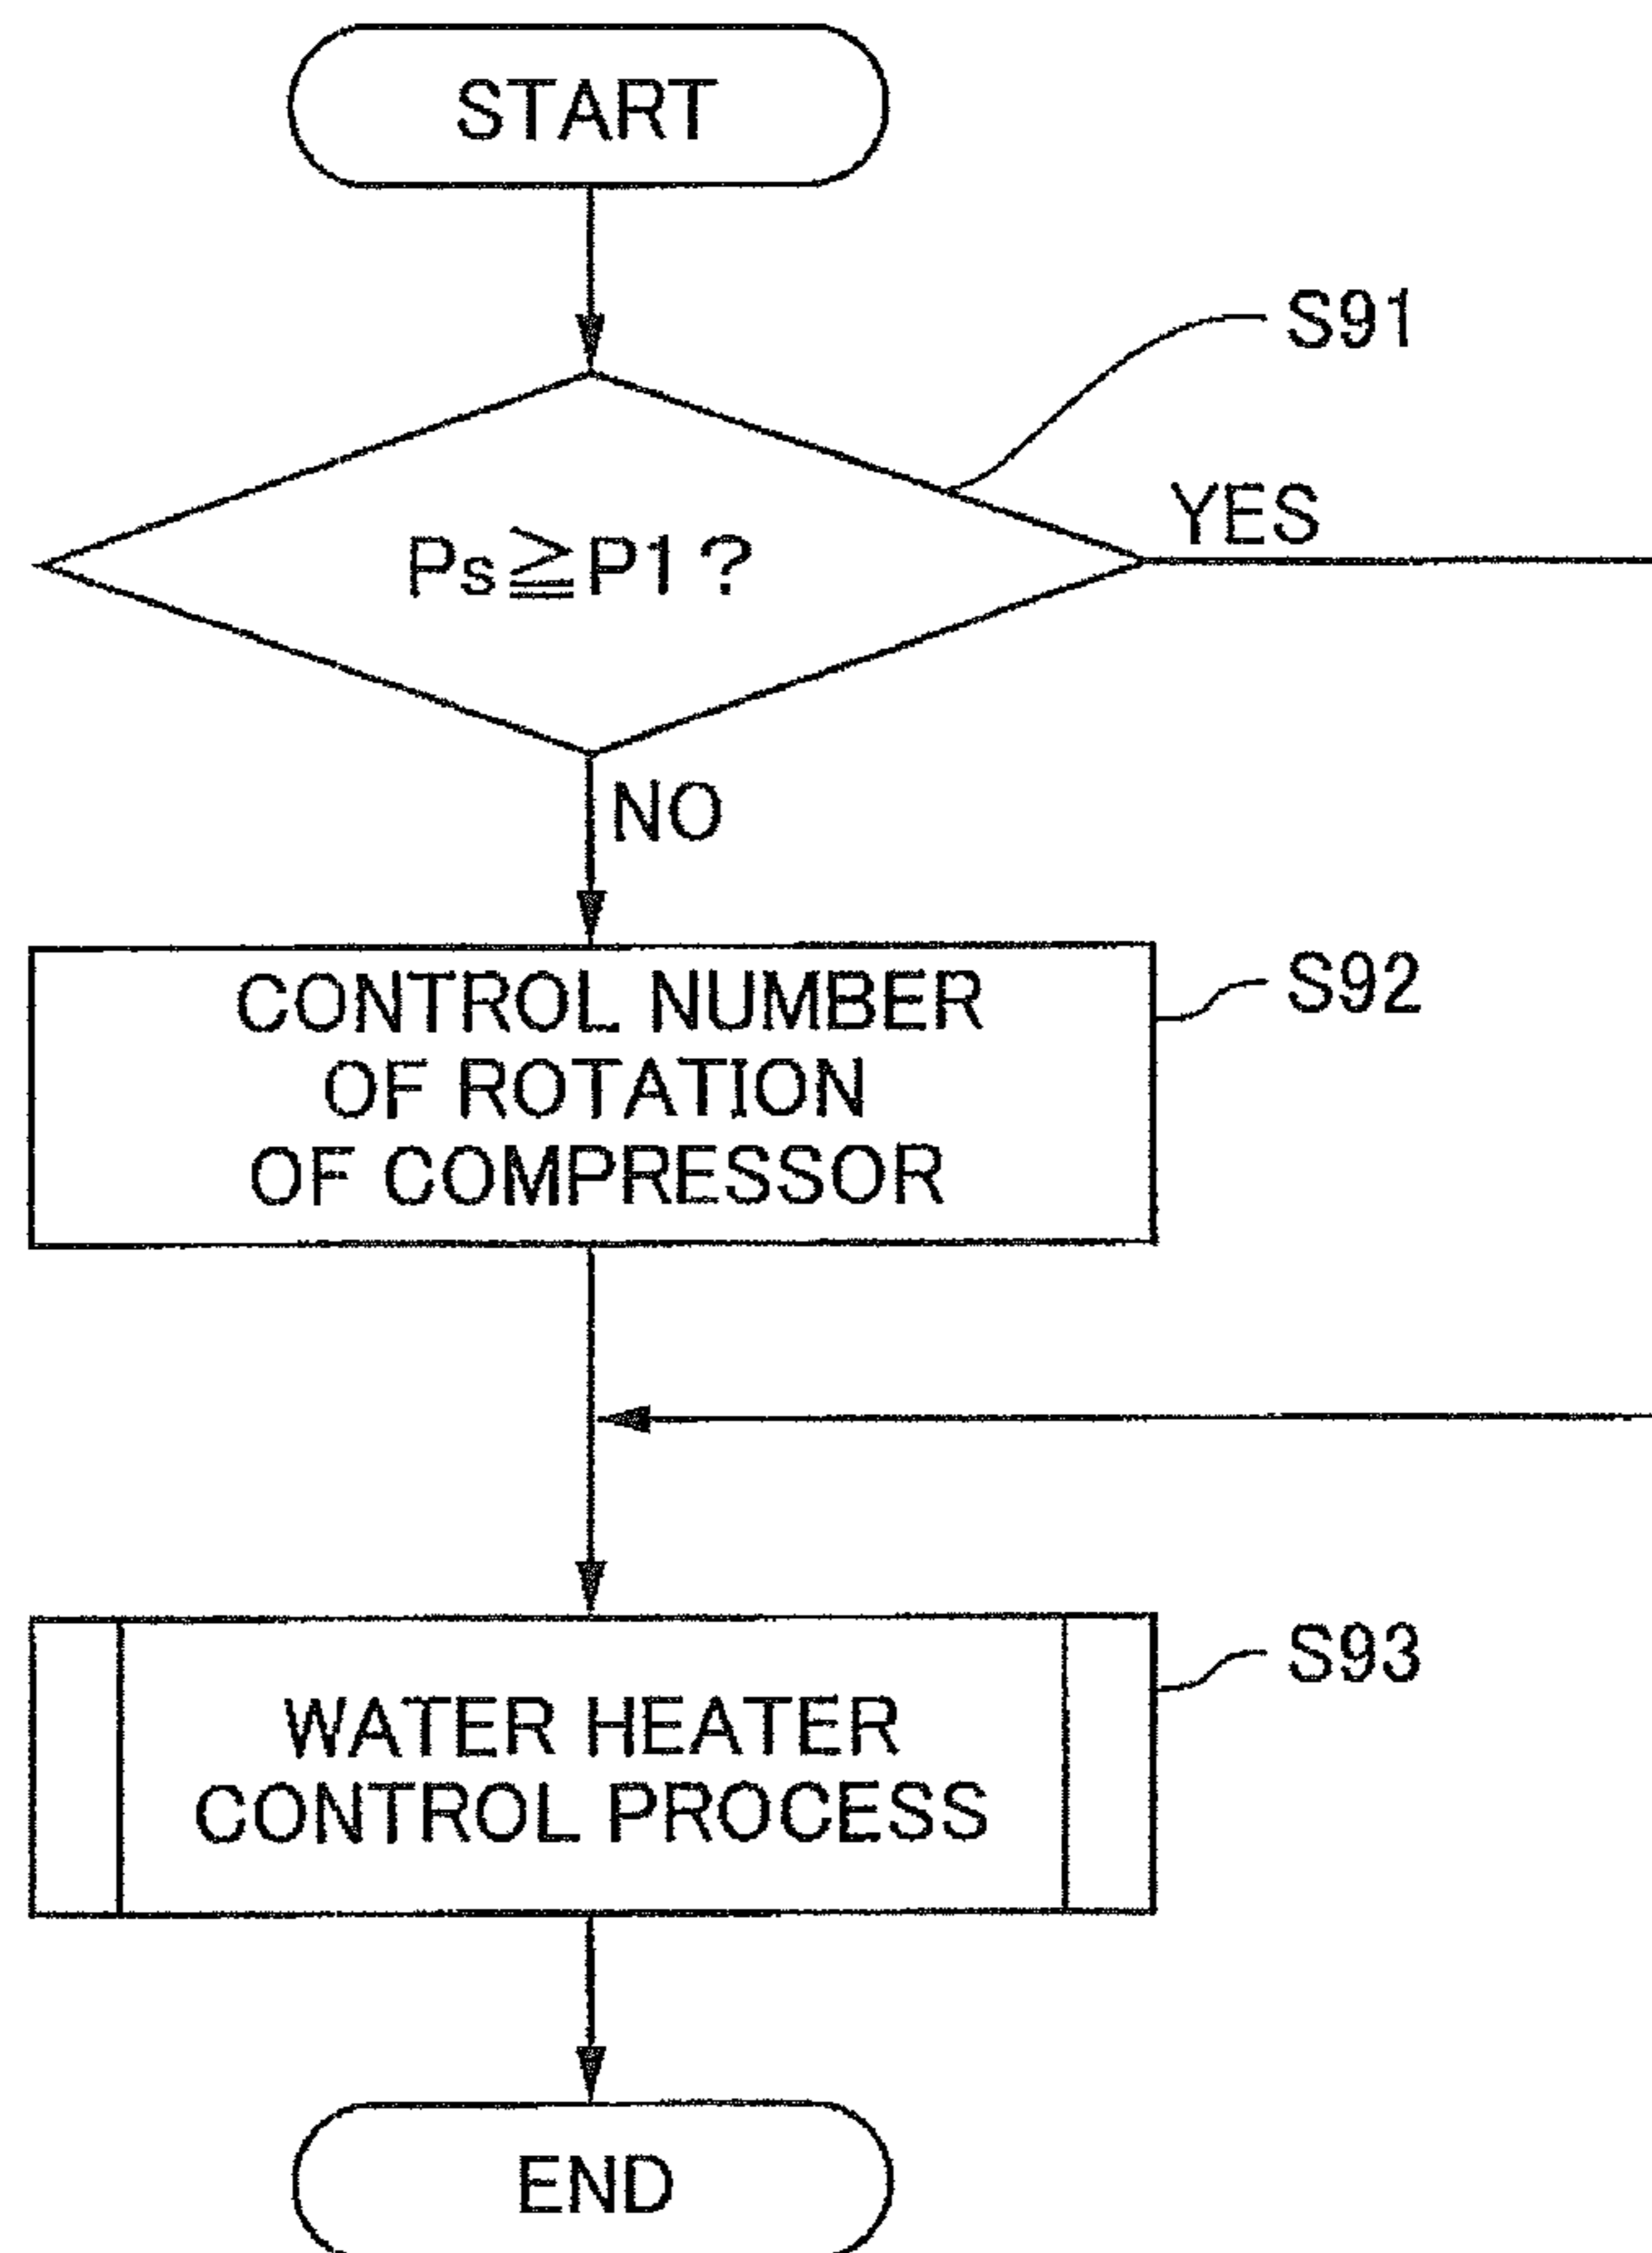 START
S91
YES
Ps≧P1?
NO
CONTROL NUMBER
OF ROTATION
OF COMPRESSOR
S92
WATER HEATER
CONTROL PROCESS
S93
END